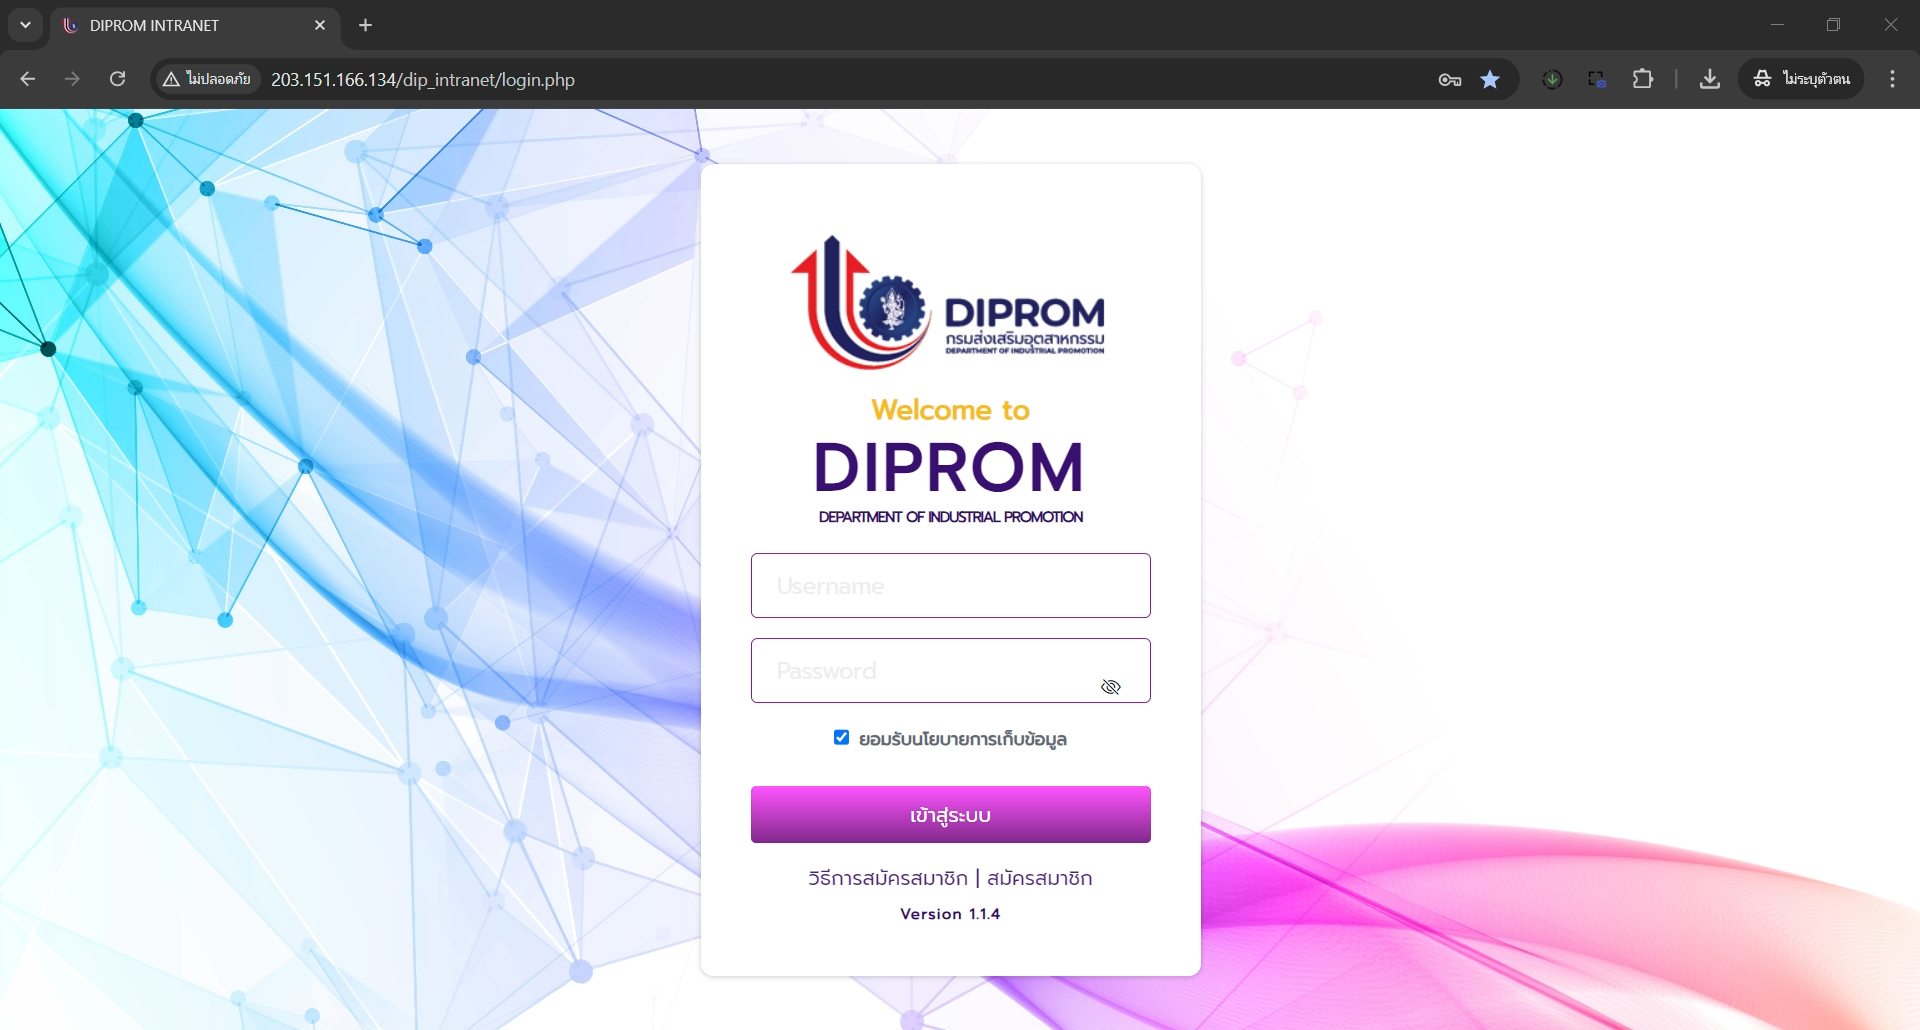 DIPROM INTRANET
ไม่ปลอดภัย 203.151.166.134/dip_intranet/login.php ไม่ระบุตัวตน
DIPROM
กรมส่งเสริมอุตสาหกรรม
DEPARTMENT OF INDUSTRIAL PROMOTION
Welcome to
DIPROM
DEPARTMENT OF INDUSTRIAL PROMOTION
Username
Password
ยอมรับนโยบายการเก็บข้อมูล
เข้าสู่ระบบ
วิธีการสมัครสมาชิก | สมัครสมาชิก
Version 1.1.4